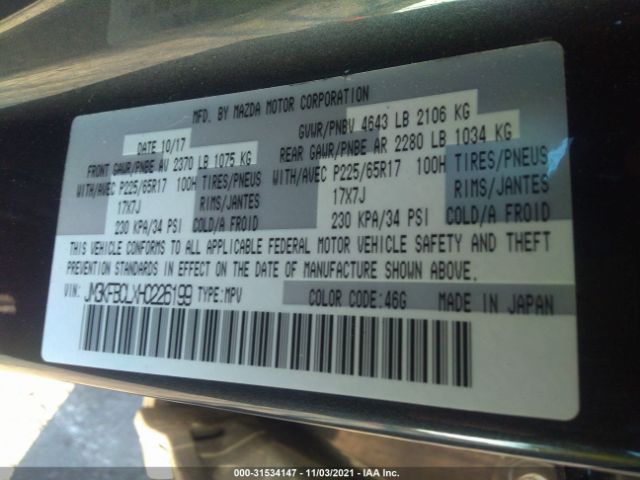 MFD. BY MAZDA MOTOR CORPORATION
DATE 10/17 GVWR/PNBV 4643 LB 2106 KG
FRONT GAWR/PNBE AV 2370 LB 1075 KG REAR GAWR/PNBE AR 2280 LB 1034 KG
WITH/AVEC P225/65R17 100H TIRES/PNEUS WITH/AVEC P225/65R17 100H TIRES/PNEUS
17X7J RIMS/JANTES 17X7J RIMS/JANTES
230 KPA/34 PSI COLD/A FROID 230 KPA/34 PSI COLD/A FROID
THIS VEHICLE CONFORMS TO ALL APPLICABLE FEDERAL MOTOR VEHICLE SAFETY AND THEFT
PREVENTION STANDARDS IN EFFECT ON THE DATE OF MANUFACTURE SHOWN ABOVE.
VIN: JM3KFBCLXH0226199 TYPE:MPV COLOR CODE:46G MADE IN JAPAN
000-31534147 - 11/03/2021 - IAA Inc.